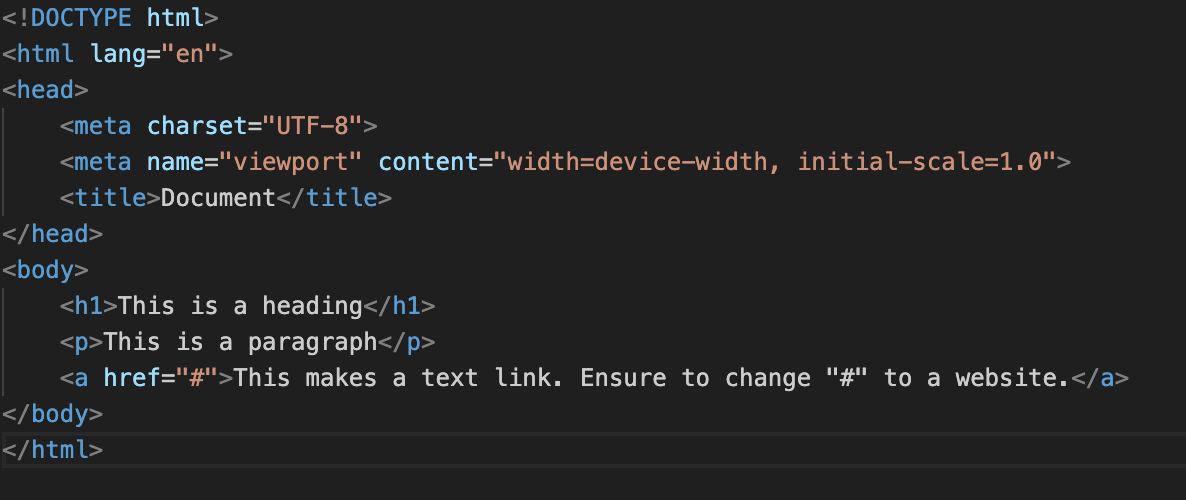 <!DOCTYPE html>
<html lang="en">
<head>
    <meta charset="UTF-8">
    <meta name="viewport" content="width=device-width, initial-scale=1.0">
    <title>Document</title>
</head>
<body>
    <h1>This is a heading</h1>
    <p>This is a paragraph</p>
    <a href="#">This makes a text link. Ensure to change "#" to a website.</a>
</body>
</html>